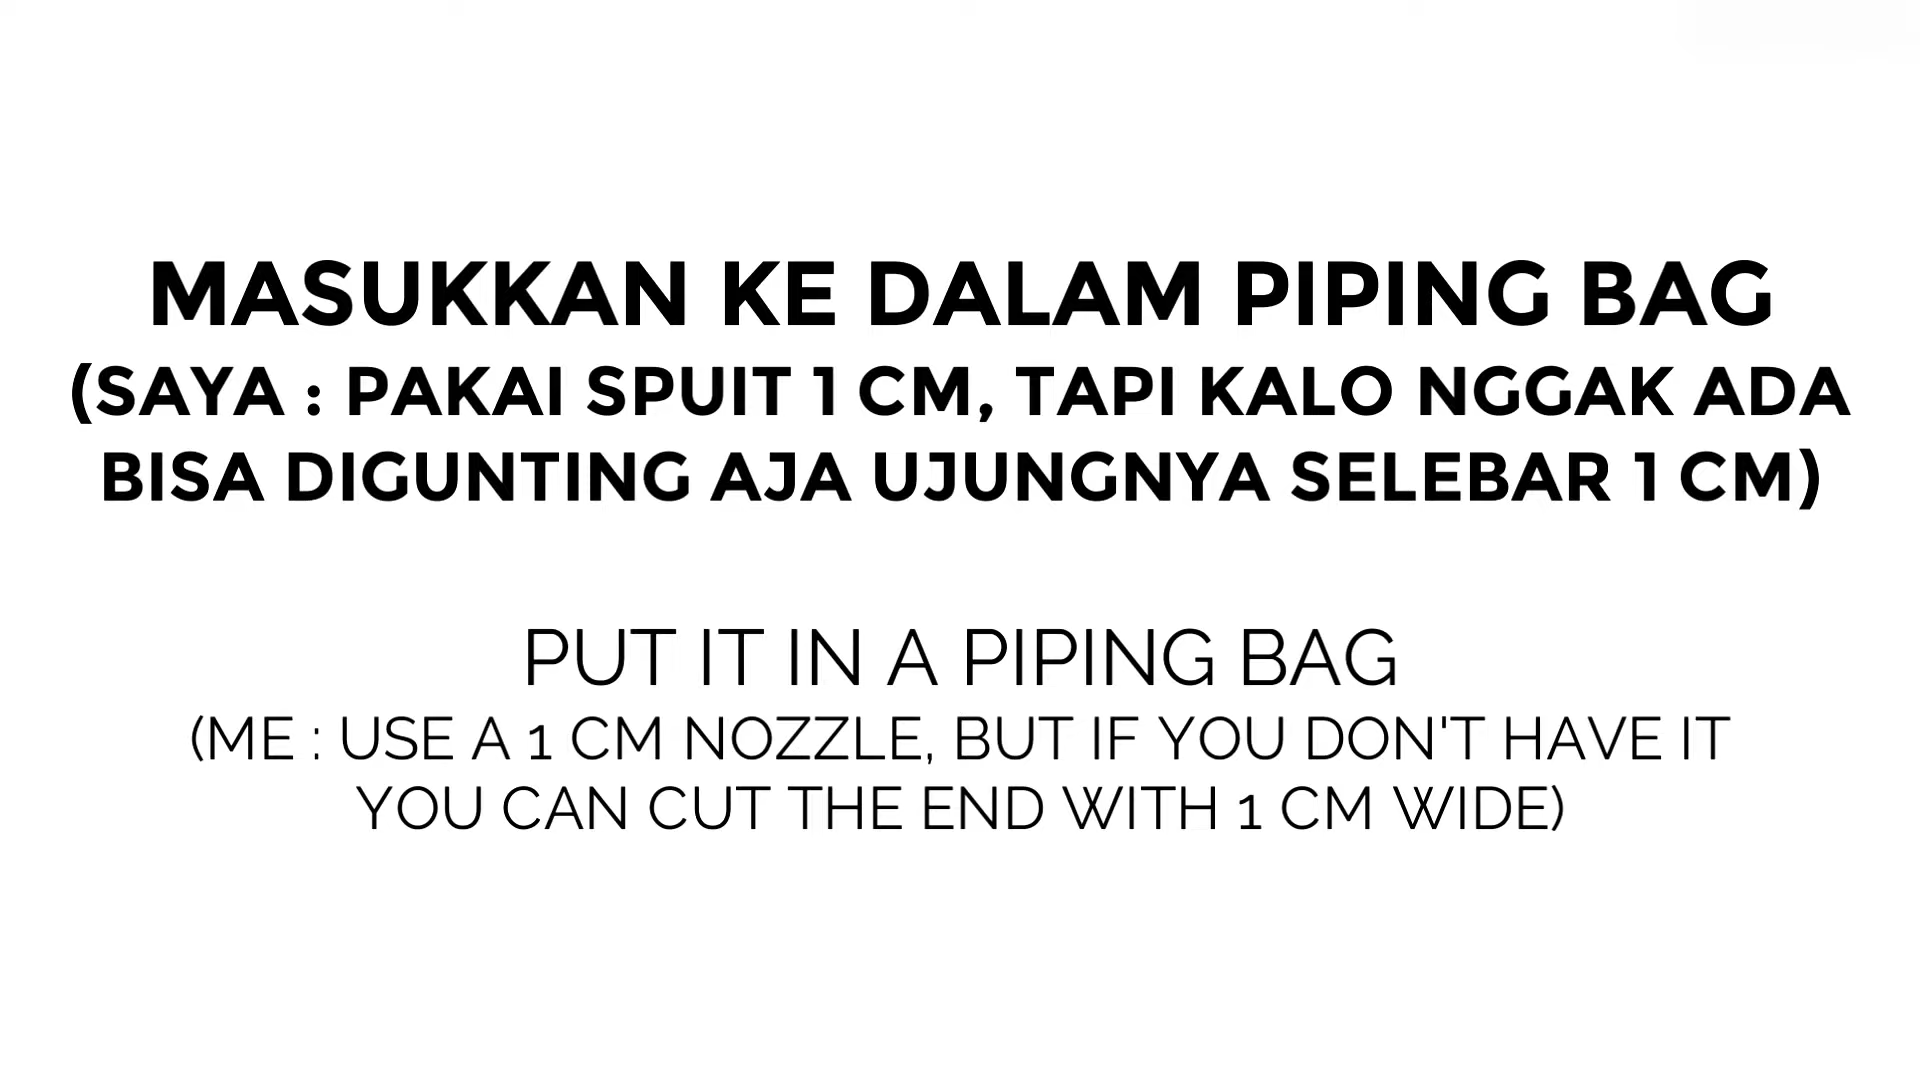 MASUKKAN KE DALAM PIPING BAG
(SAYA : PAKAI SPUIT 1 CM, TAPI KALO NGGAK ADA
BISA DIGUNTING AJA UJUNGNYA SELEBAR 1 CM)
PUT IT IN A PIPING BAG
(ME : USE A 1 CM NOZZLE, BUT IF YOU DON'T HAVE IT
YOU CAN CUT THE END WITH 1 CM WIDE)